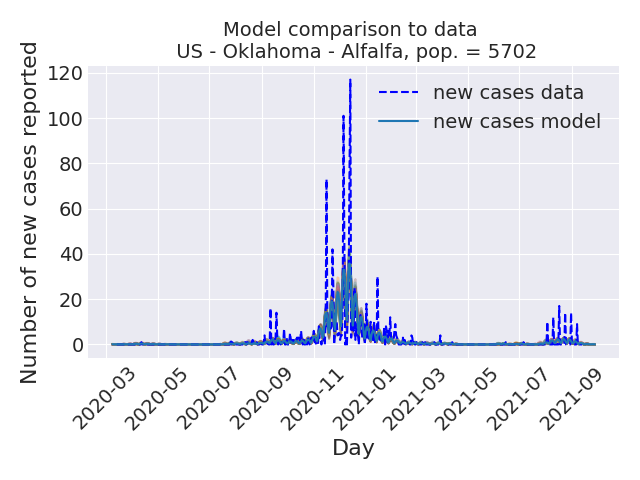 Model comparison to data
US - Oklahoma - Alfalfa, pop. = 5702
Number of new cases reported
120
100
80
60
40
20
0
new cases data
new cases model
2020-03
2020-05
2020-07
2020-09
2020-11
2021-01
2021-03
2021-05
2021-07
2021-09
Day